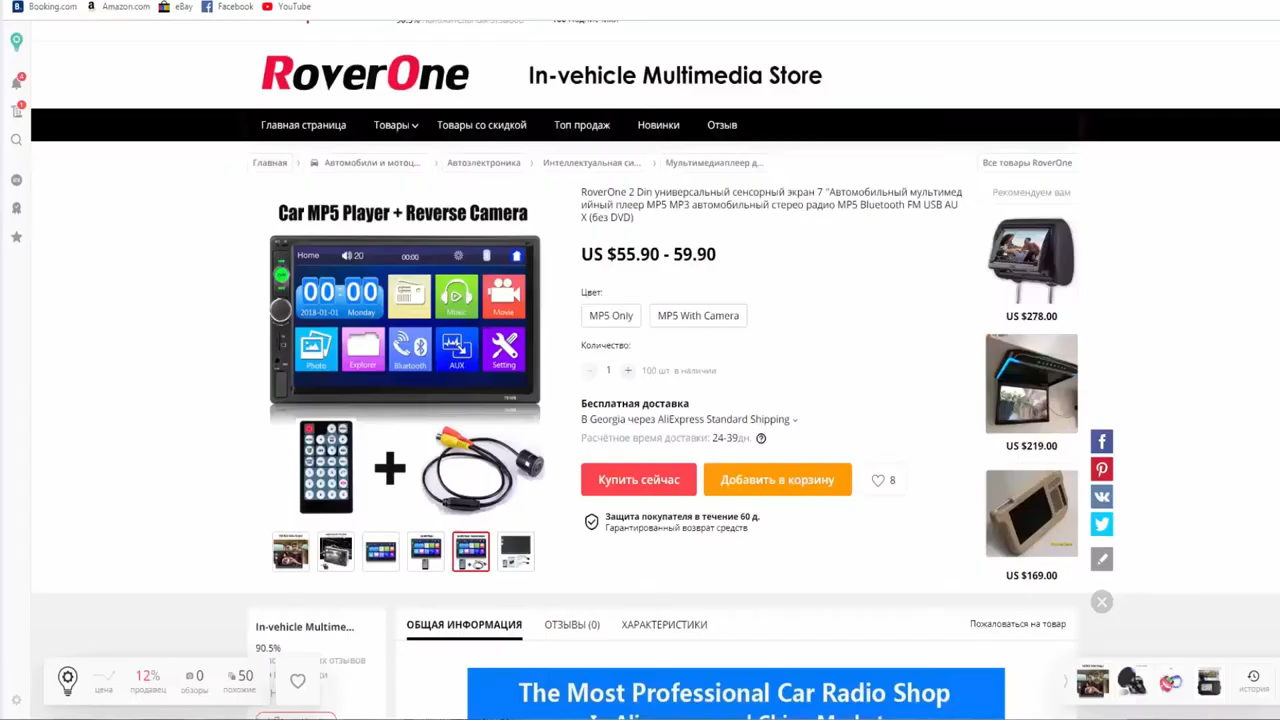 Booking.com Amazon.com eBay Facebook YouTube
4
1
RoverOne In-vehicle Multimedia Store
Главная страница Товары Товары со скидкой Топ продаж Новинки Отзыв
Главная Автомобили и мотоц... Автоэлектроника Интеллектуальная си... Мультимедиаплеер д... Все товары RoverOne
Car MP5 Player + Reverse Camera
Home 20 00:00
00:00
2018-01-01 Monday
Music Movie
Photo Explorer Bluetooth AUX Setting
RoverOne 2 Din универсальный сенсорный экран 7 "Автомобильный мультимед
ийный плеер MP5 MP3 автомобильный стерео радио MP5 Bluetooth FM USB AU
X (без DVD)
US $55.90 - 59.90
Цвет:
MP5 Only MP5 With Camera
Количество:
- 1 + 100 шт. в наличии
Бесплатная доставка
В Georgia через AliExpress Standard Shipping
Расчётное время доставки: 24-39дн.
Купить сейчас Добавить в корзину 8
Защита покупателя в течение 60 д.
Гарантированный возврат средств
Рекомендуем вам
US $278.00
US $219.00
US $169.00
In-vehicle Multime...
90.5%
отзывов
ОБЩАЯ ИНФОРМАЦИЯ ОТЗЫВЫ (0) ХАРАКТЕРИСТИКИ Пожаловаться на товар
цена
12%
продавец
0
обзоры
50
похожие
история
The Most Professional Car Radio Shop